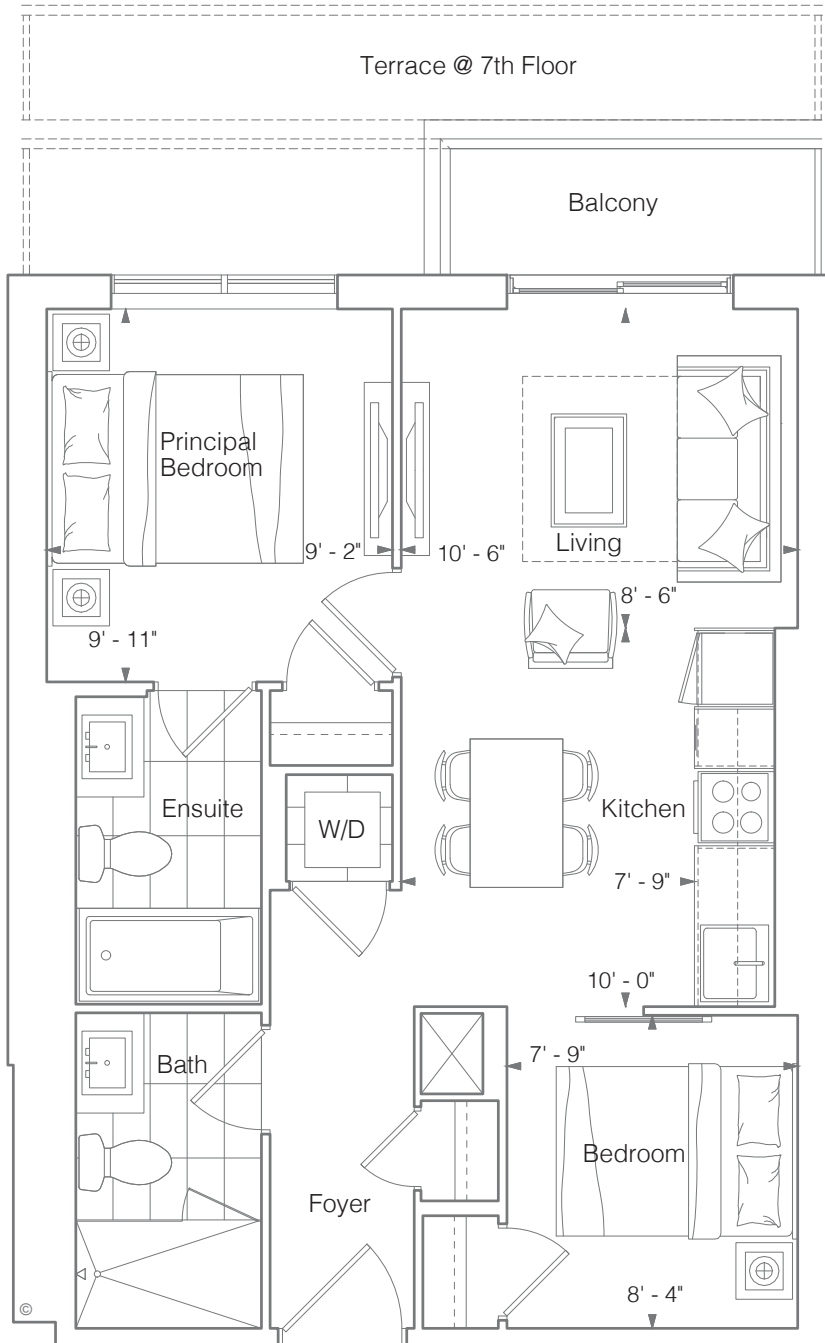 Terrace @ 7th Floor
Balcony
Principal
Bedroom
9' - 2"
10' - 6"
Living
8' - 6"
9' - 11"
Ensuite
W/D
Kitchen
7' - 9"
10' - 0"
Bath
7' - 9"
Bedroom
Foyer
8' - 4"
©